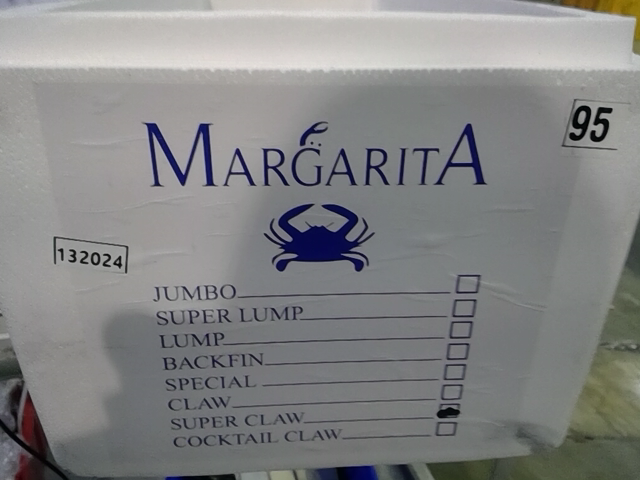 MARGARITA
95
132024
JUMBO
SUPER LUMP
LUMP
BACKFIN
SPECIAL
CLAW
SUPER CLAW
COCKTAIL CLAW